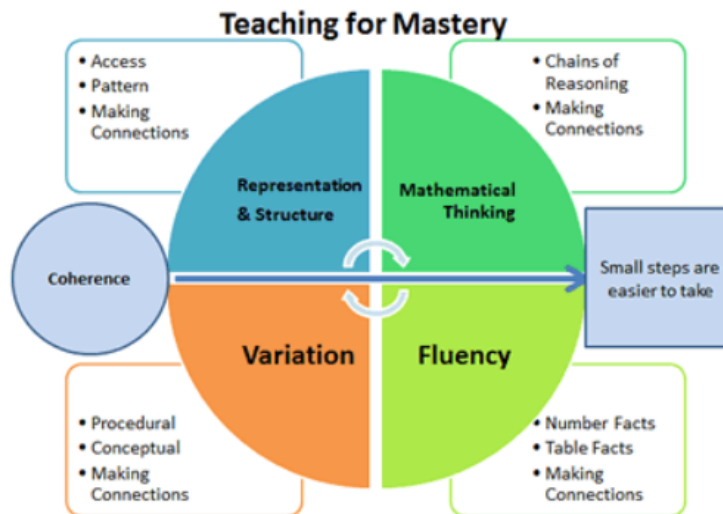 Teaching for Mastery
• Access
• Pattern
• Making
Connections
• Chains of
Reasoning
• Making
Connections
Representation
& Structure
Mathematical
Thinking
Coherence
Small steps are
easier to take
Variation
Fluency
• Procedural
• Conceptual
• Making
Connections
• Number Facts
• Table Facts
• Making
Connections